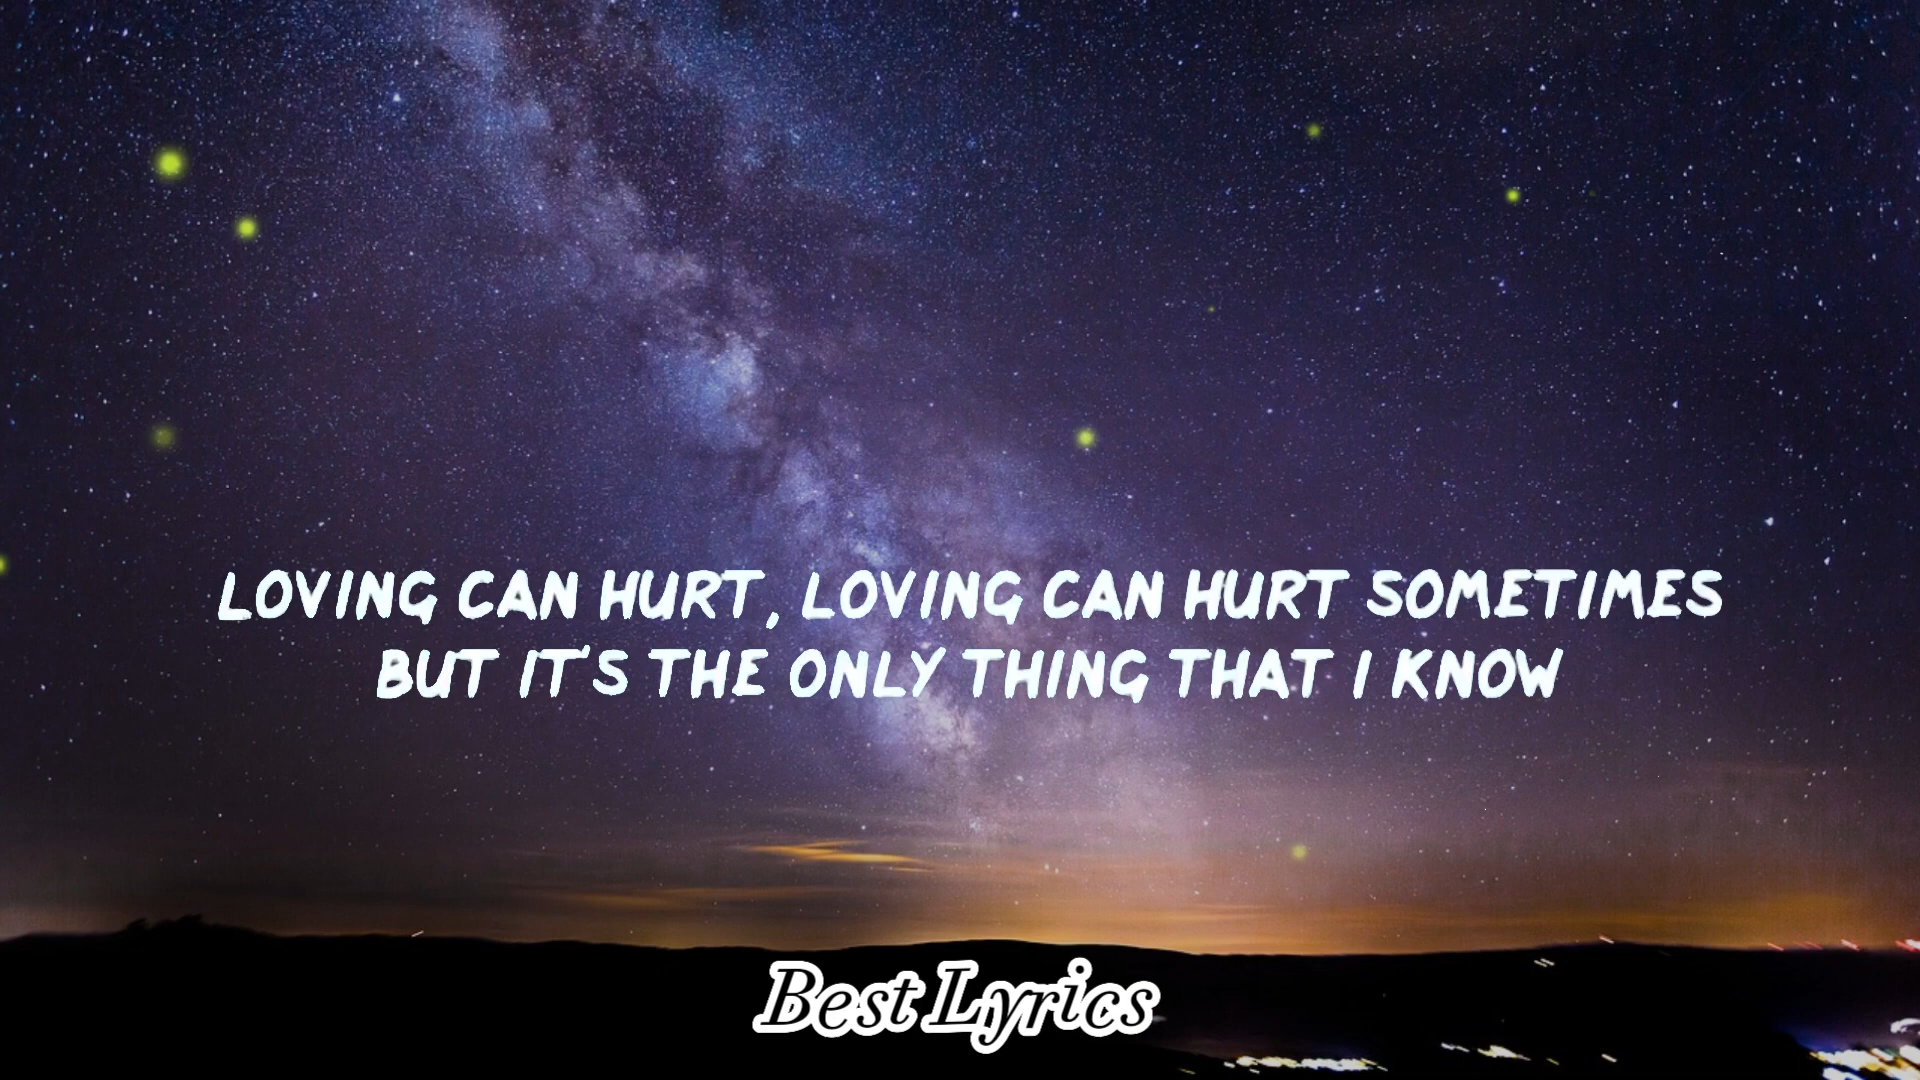 LOVING CAN HURT, LOVING CAN HURT SOMETIMES
BUT IT'S THE ONLY THING THAT I KNOW
Best Lyrics